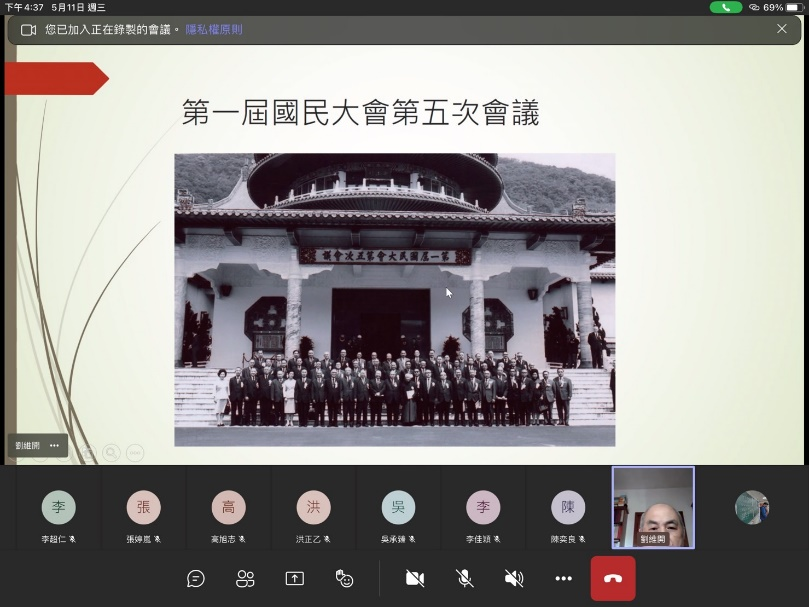 下午4:37 5月11日 週三
69%
您已加入正在錄製的會議。 隱私權原則
第一屆國民大會第五次會議
議會次五第會大民國屆一第
劉維開
李
張
高
洪
吳
李
陳
李超仁
張婷嵐
高旭志
洪正乙
吳承臻
李佳穎
陳奕良
劉維開